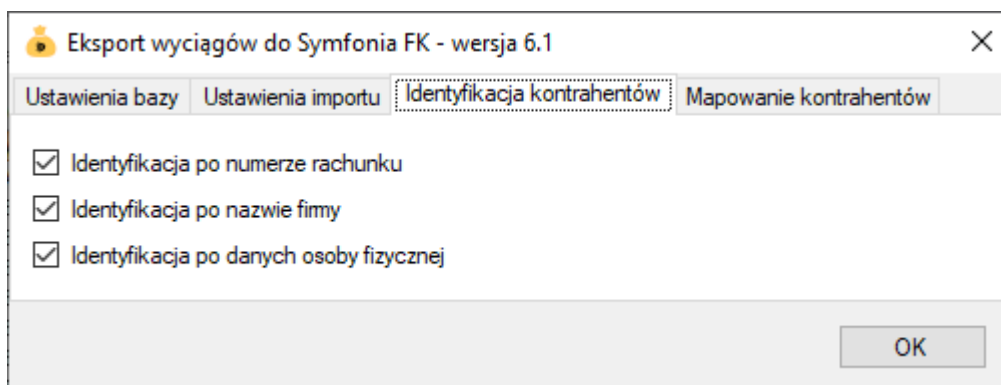 Eksport wyciągów do Symfonia FK - wersja 6.1
Ustawienia bazy Ustawienia importu Identyfikacja kontrahentów Mapowanie kontrahentów
Identyfikacja po numerze rachunku
Identyfikacja po nazwie firmy
Identyfikacja po danych osoby fizycznej
OK